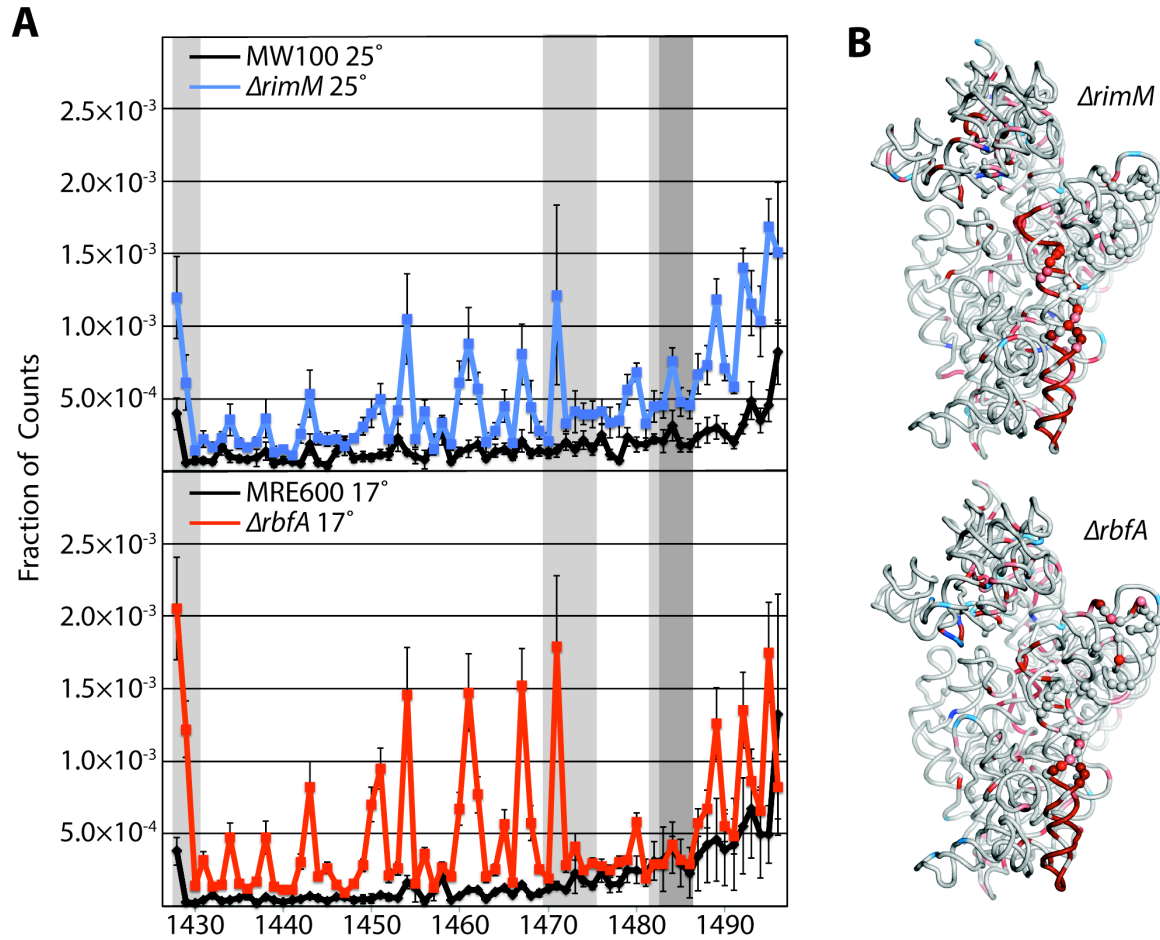 A
B
MW100 25˚
ΔrimM 25˚
2.5×10-3
2.0×10-3
1.5×10-3
1.0×10-3
5.0×10-4
MRE600 17˚
ΔrbfA 17˚
2.5×10-3
2.0×10-3
1.5×10-3
1.0×10-3
5.0×10-4
Fraction of Counts
1430 1440 1450 1460 1470 1480 1490
ΔrimM
ΔrbfA